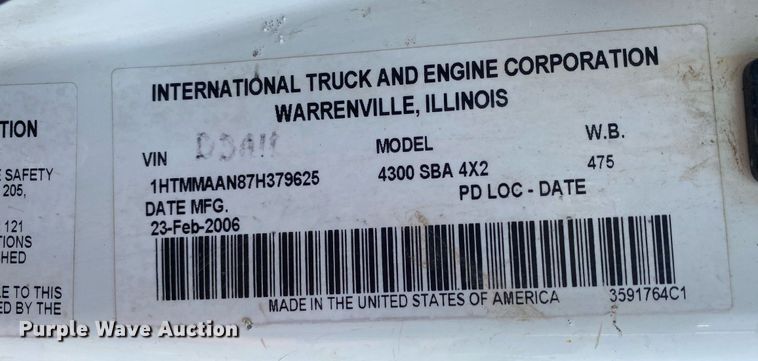 INTERNATIONAL TRUCK AND ENGINE CORPORATION
WARRENVILLE, ILLINOIS
VIN MODEL W.B.
1HTMMAAN87H379625 4300 SBA 4X2 475
DATE MFG. PD LOC - DATE
23-Feb-2006
MADE IN THE UNITED STATES OF AMERICA 3591764C1
TION
SAFETY
205,
121
TIONS
HED
LE TO THIS
ED BY THE
Purple Wave Auction